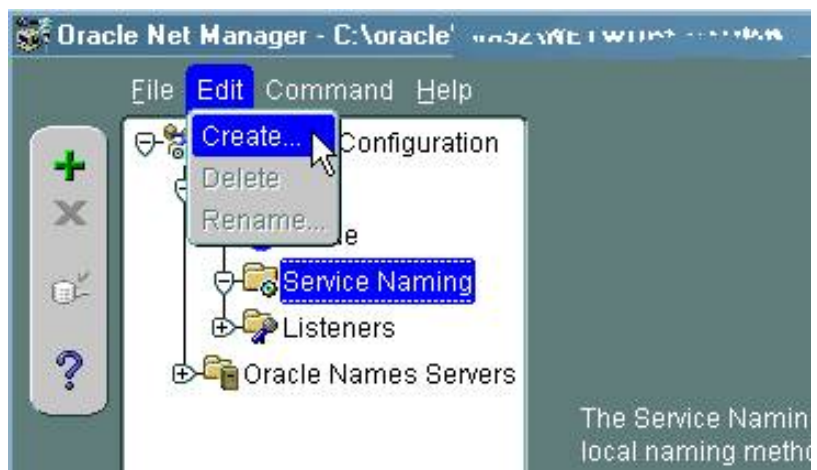 Oracle Net Manager - C:\oracle\
File Edit Command Help
Create... Configuration
Delete
Rename...
Service Naming
Listeners
Oracle Names Servers
The Service Namin
local naming metho